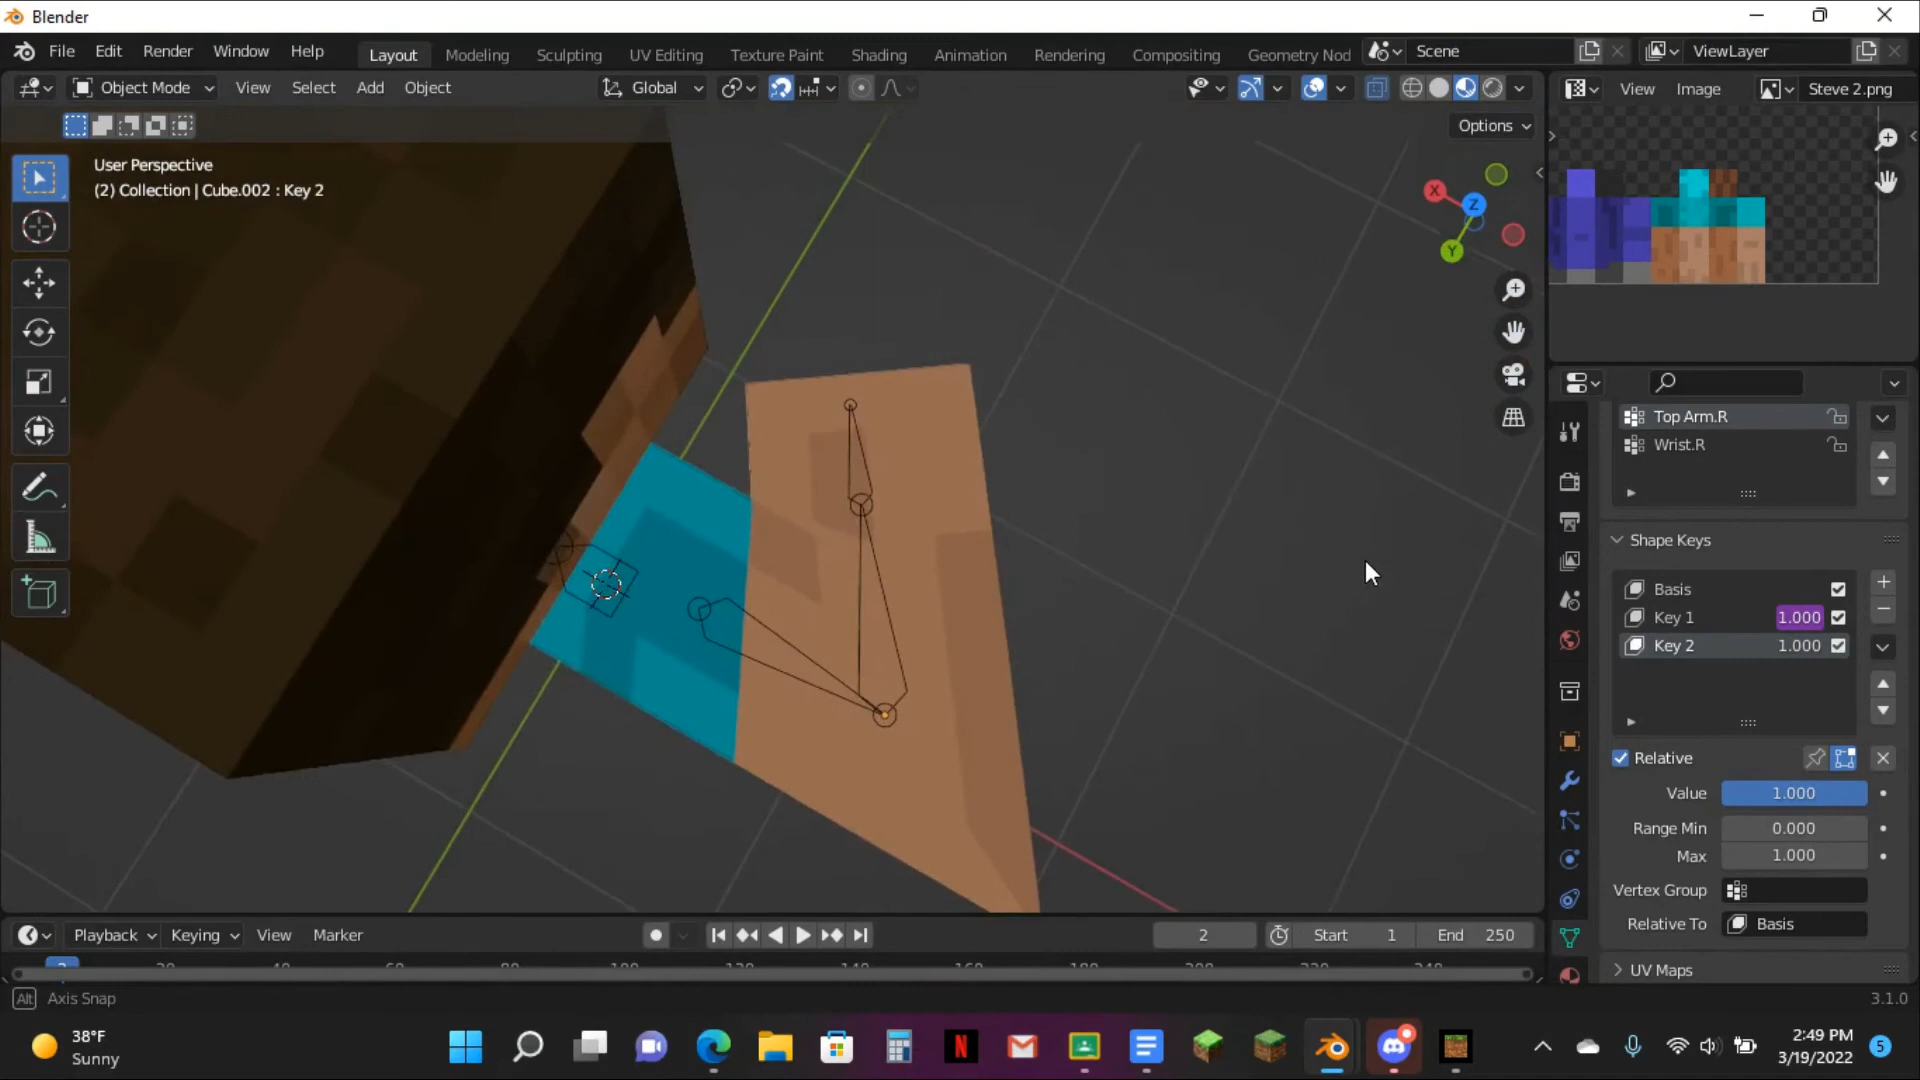 Blender
File Edit Render Window Help Layout Modeling Sculpting UV Editing Texture Paint Shading Animation Rendering Compositing Geometry Nod Scene ViewLayer
Object Mode View Select Add Object Global View Image Steve 2.png
Options
User Perspective
(2) Collection | Cube.002 : Key 2
X
Z
Y
Top Arm.R
Wrist.R
Shape Keys
Basis
Key 1 1.000
Key 2 1.000
Relative
Value 1.000
Range Min 0.000
Max 1.000
Vertex Group
Relative To Basis
UV Maps
Playback Keying View Marker 2 Start 1 End 250
Alt Axis Snap 3.1.0
38°F
Sunny
2:49 PM
3/19/2022
5